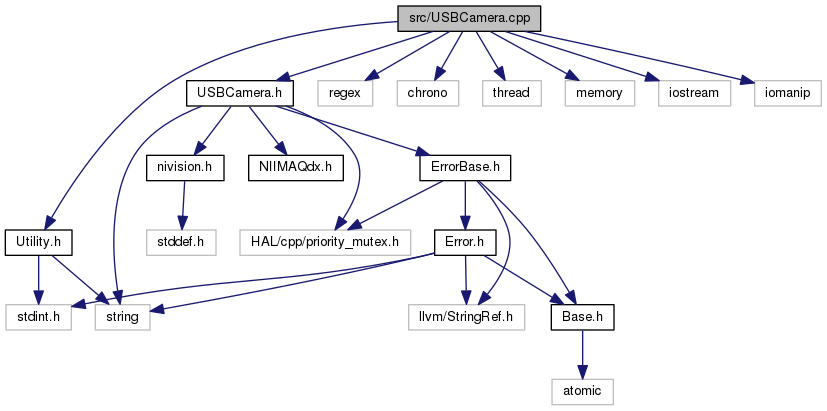 src/USBCamera.cpp
USBCamera.h
regex
chrono
thread
memory
iostream
iomanip
nivision.h
NIIMAQdx.h
ErrorBase.h
Utility.h
stddef.h
HAL/cpp/priority_mutex.h
Error.h
stdint.h
string
llvm/StringRef.h
Base.h
atomic